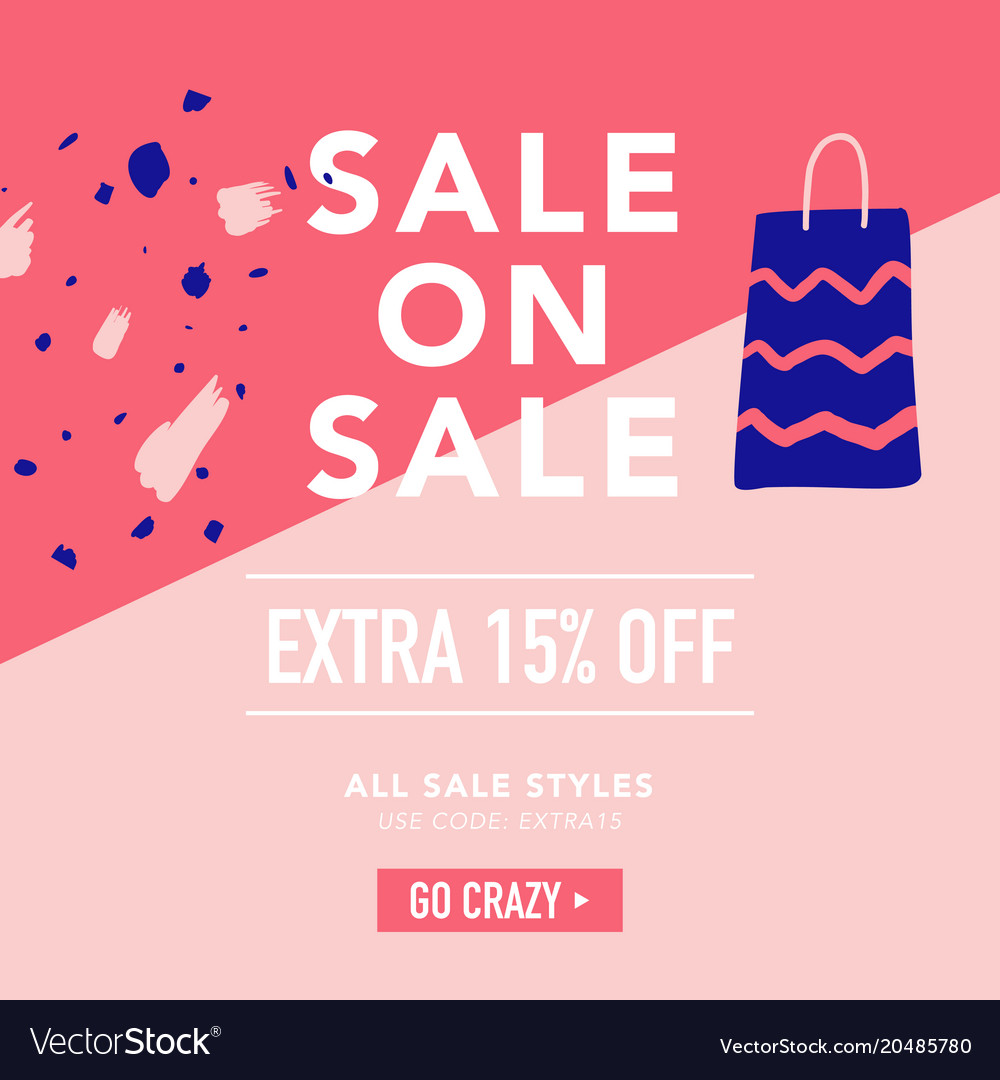 SALE
ON
SALE
EXTRA 15% OFF
ALL SALE STYLES
USE CODE: EXTRA15
GO CRAZY
VectorStock®
VectorStock.com/20485780